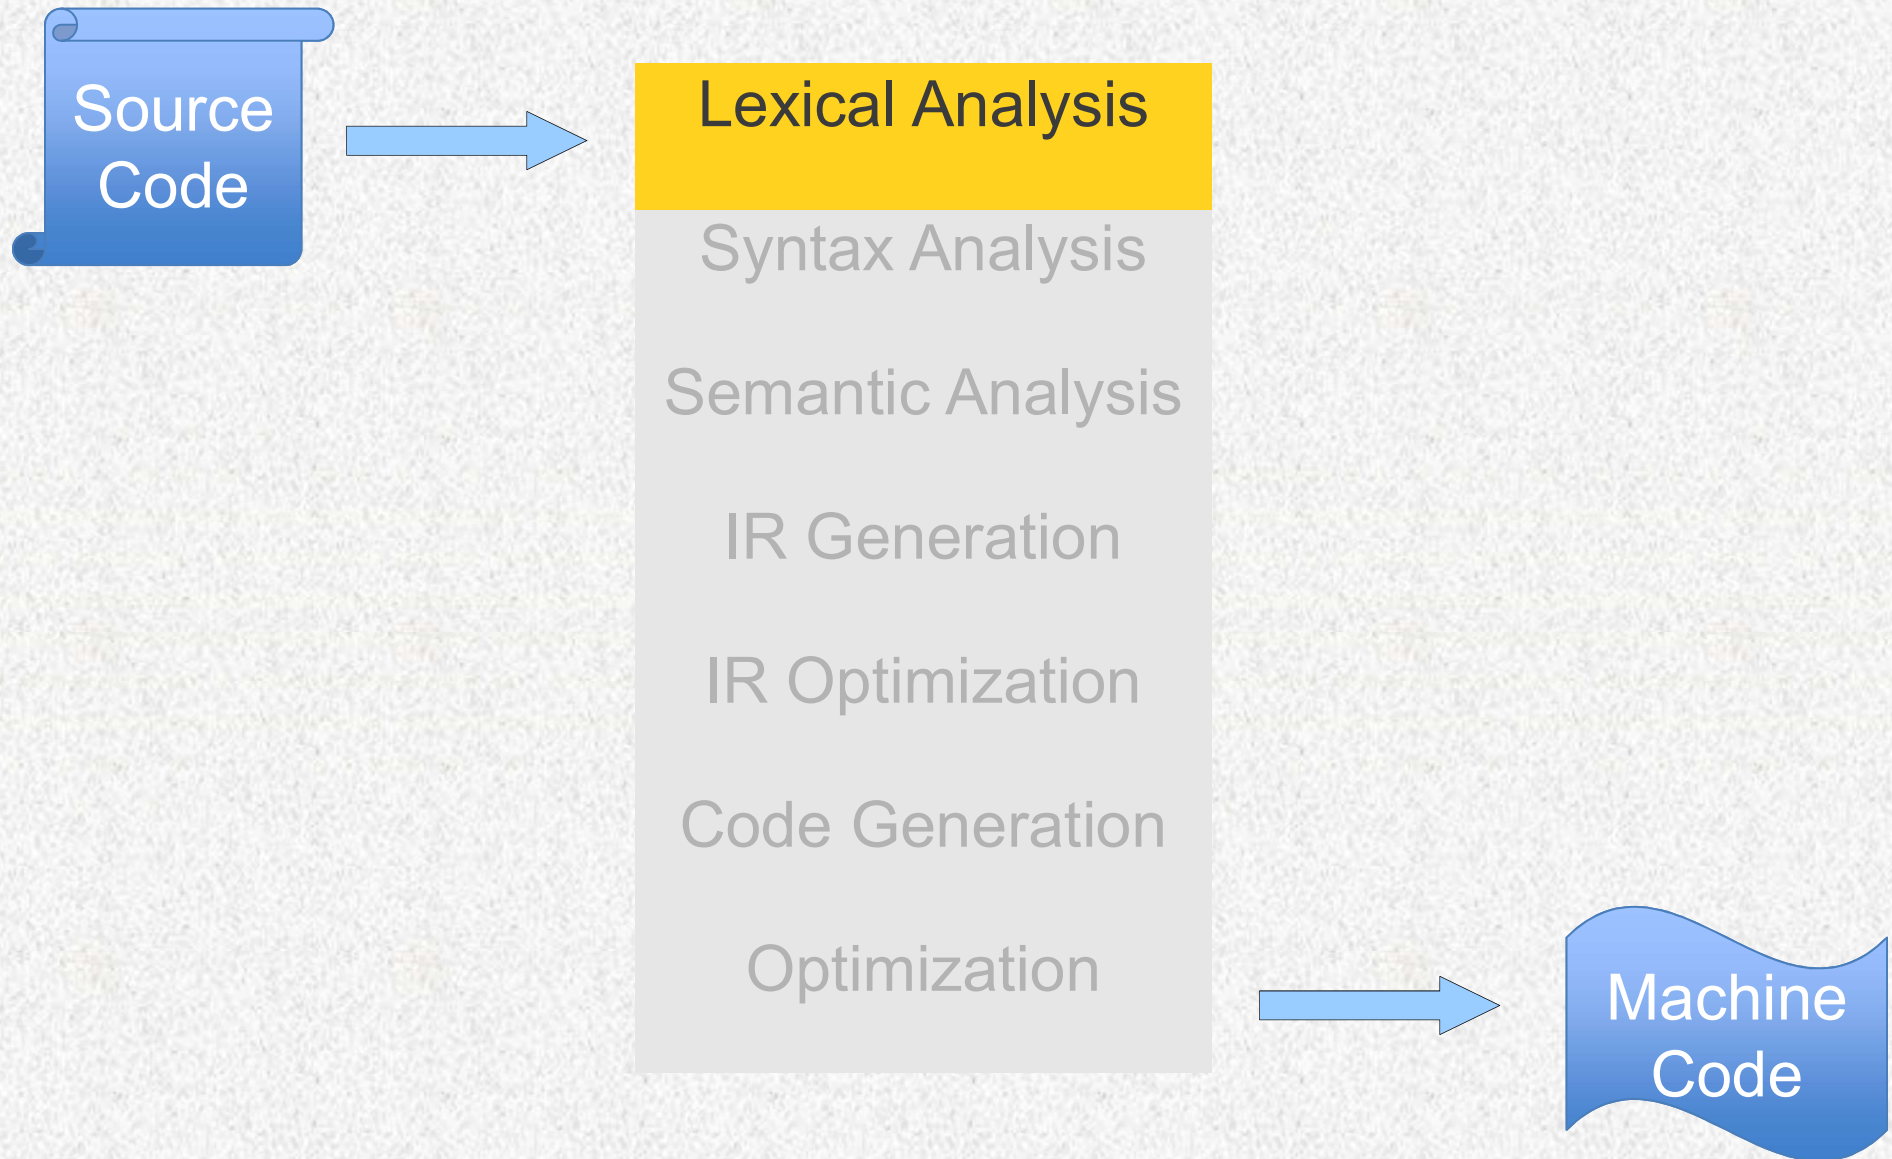 Source
Code
Lexical Analysis
Syntax Analysis
Semantic Analysis
IR Generation
IR Optimization
Code Generation
Optimization
Machine
Code